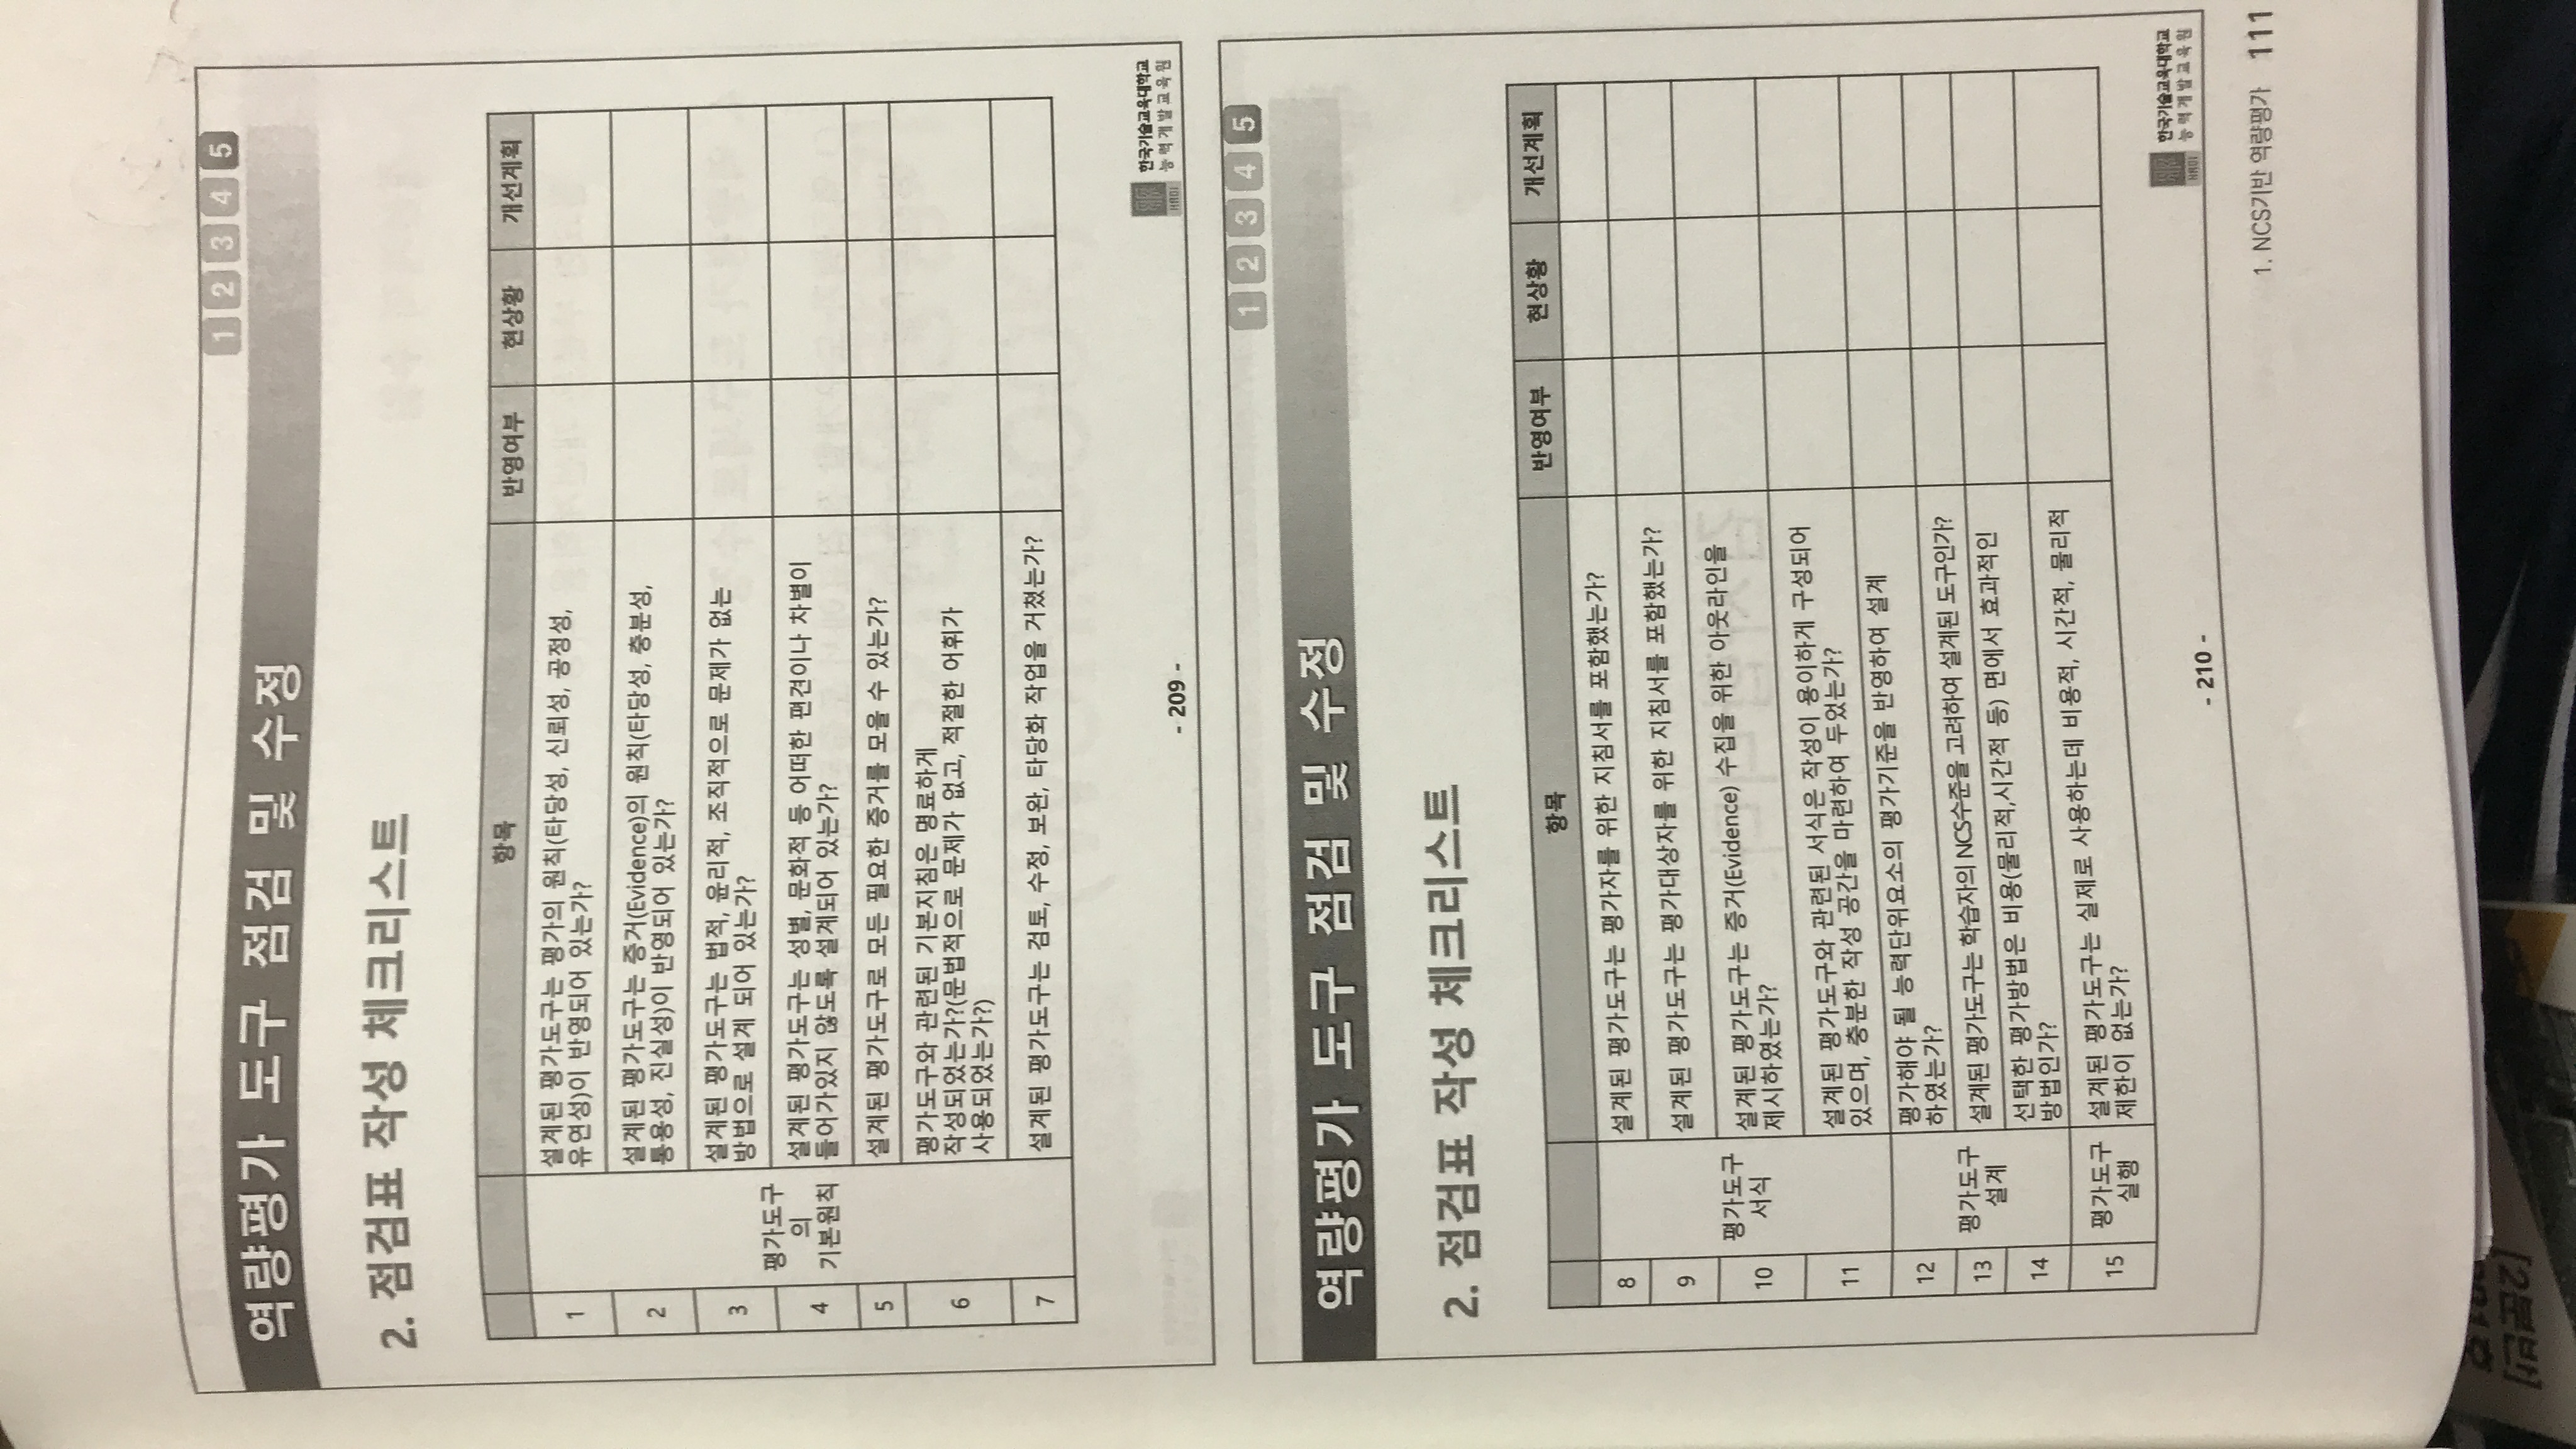 1 2 3 4 5
역량평가 도구 점검 및 수정
2. 점검표 작성 체크리스트
항목 반영여부 현상황 개선계획
평가도구
의
기본원칙
1 설계된 평가도구는 평가의 원칙(타당성, 신뢰성, 공정성,
유연성)이 반영되어 있는가?
2 설계된 평가도구는 증거(Evidence)의 원칙(타당성, 충분성,
통용성, 진실성)이 반영되어 있는가?
3 설계된 평가도구는 법적, 윤리적, 조직적으로 문제가 없는
방법으로 설계 되어 있는가?
4 설계된 평가도구는 성별, 문화적 등 어떠한 편견이나 차별이
들어가있지 않도록 설계되어 있는가?
5 설계된 평가도구로 모든 필요한 증거를 모을 수 있는가?
6 평가도구와 관련된 기본지침은 명료하게
작성되었는가?(문법적으로 문제가 없고, 적절한 어휘가
사용되었는가?)
7 설계된 평가도구는 검토, 수정, 보완, 타당화 작업을 거쳤는가?
- 209 -
한국기술교육대학교
능력개발교육원
HRDI
1 2 3 4 5
역량평가 도구 점검 및 수정
2. 점검표 작성 체크리스트
항목 반영여부 현상황 개선계획
평가도구
서식
8 설계된 평가도구는 평가자를 위한 지침서를 포함했는가?
9 설계된 평가도구는 평가대상자를 위한 지침서를 포함했는가?
10 설계된 평가도구는 증거(Evidence) 수집을 위한 아웃라인을
제시하였는가?
11 설계된 평가도구와 관련된 서식은 작성이 용이하게 구성되어
있으며, 충분한 작성 공간을 마련하여 두었는가?
평가도구
설계
12 평가해야 될 능력단위요소의 평가기준을 반영하여 설계
하였는가?
13 설계된 평가도구는 학습자의 NCS수준을 고려하여 설계된 도구인가?
14 선택한 평가방법은 비용(물리적,시간적 등) 면에서 효과적인
방법인가?
평가도구
실행
15 설계된 평가도구는 실제로 사용하는데 비용적, 시간적, 물리적
제한이 없는가?
- 210 -
한국기술교육대학교
능력개발교육원
HRDI
1. NCS기반 역량평가 111